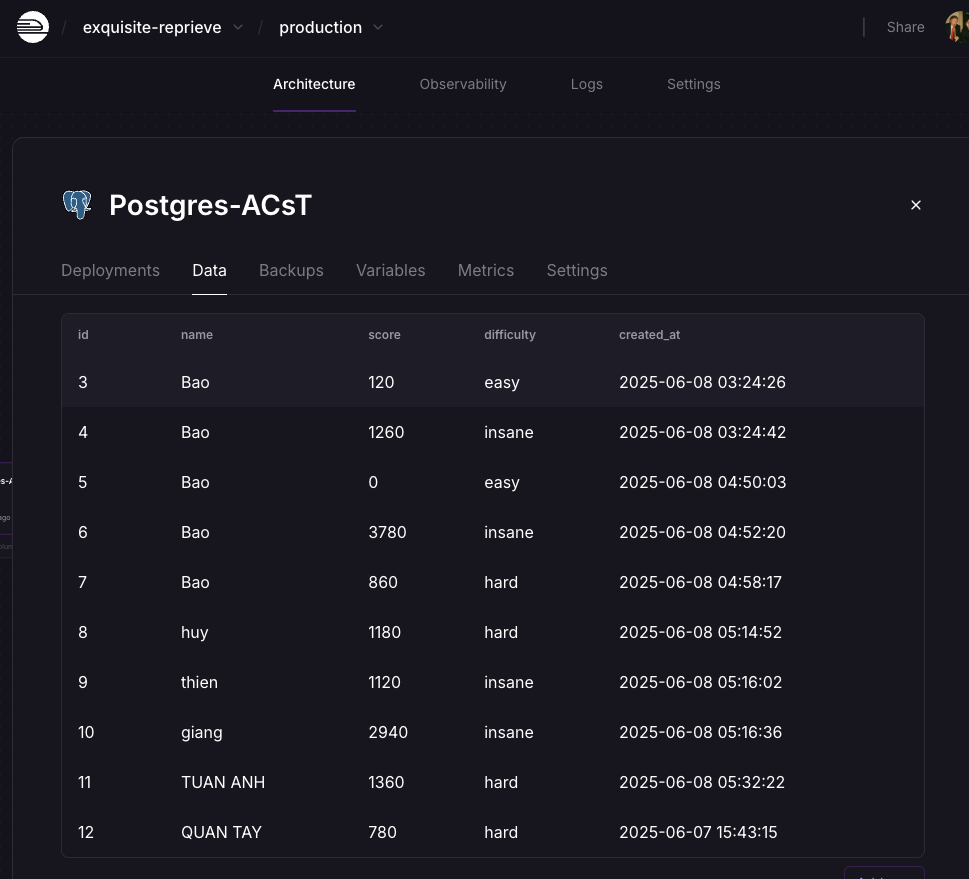 / exquisite-reprieve / production Share
Architecture Observability Logs Settings
Postgres-ACsT
Deployments Data Backups Variables Metrics Settings
id name score difficulty created_at
3 Bao 120 easy 2025-06-08 03:24:26
4 Bao 1260 insane 2025-06-08 03:24:42
5 Bao 0 easy 2025-06-08 04:50:03
6 Bao 3780 insane 2025-06-08 04:52:20
7 Bao 860 hard 2025-06-08 04:58:17
8 huy 1180 hard 2025-06-08 05:14:52
9 thien 1120 insane 2025-06-08 05:16:02
10 giang 2940 insane 2025-06-08 05:16:36
11 TUAN ANH 1360 hard 2025-06-08 05:32:22
12 QUAN TAY 780 hard 2025-06-07 15:43:15